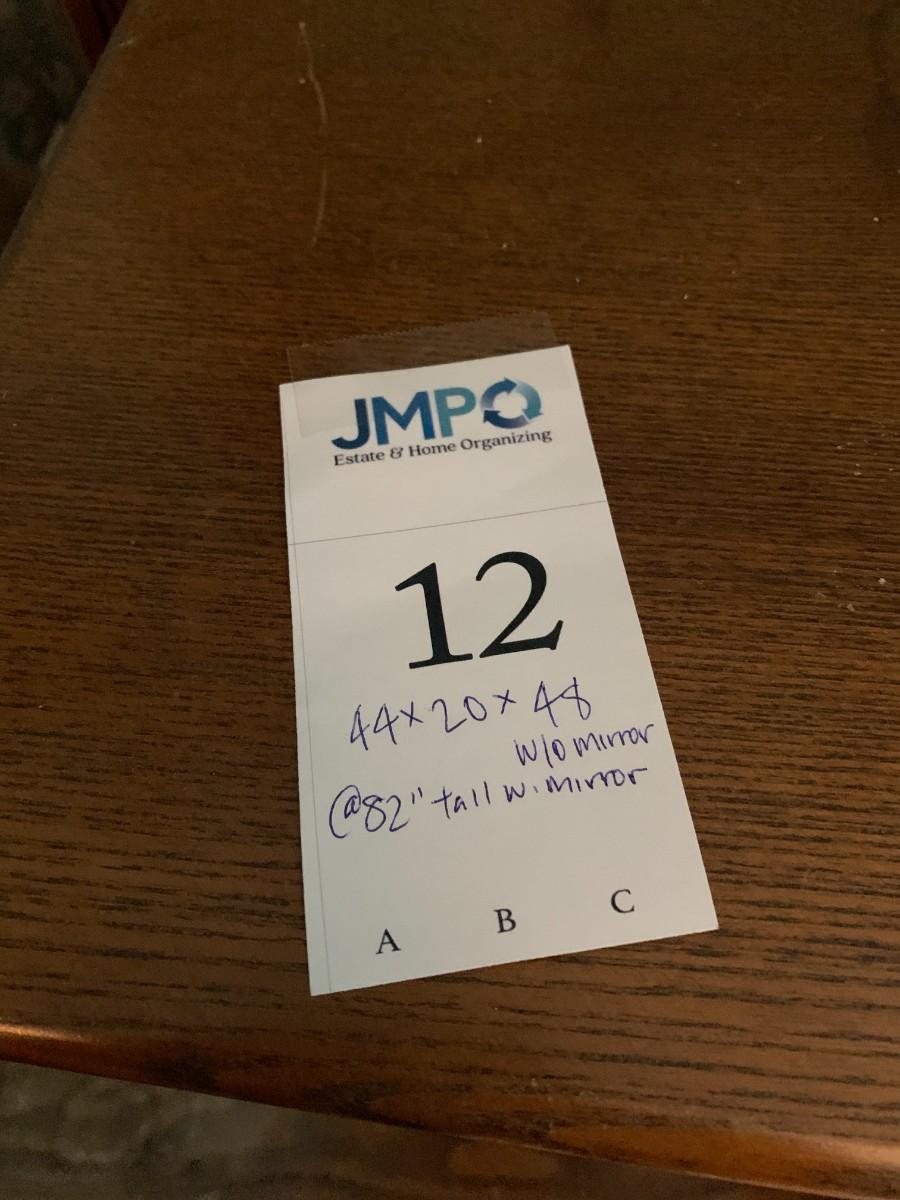 JMPO
Estate & Home Organizing
12
44x20x48
w/o mirror
@82" tall w. mirror
A B C